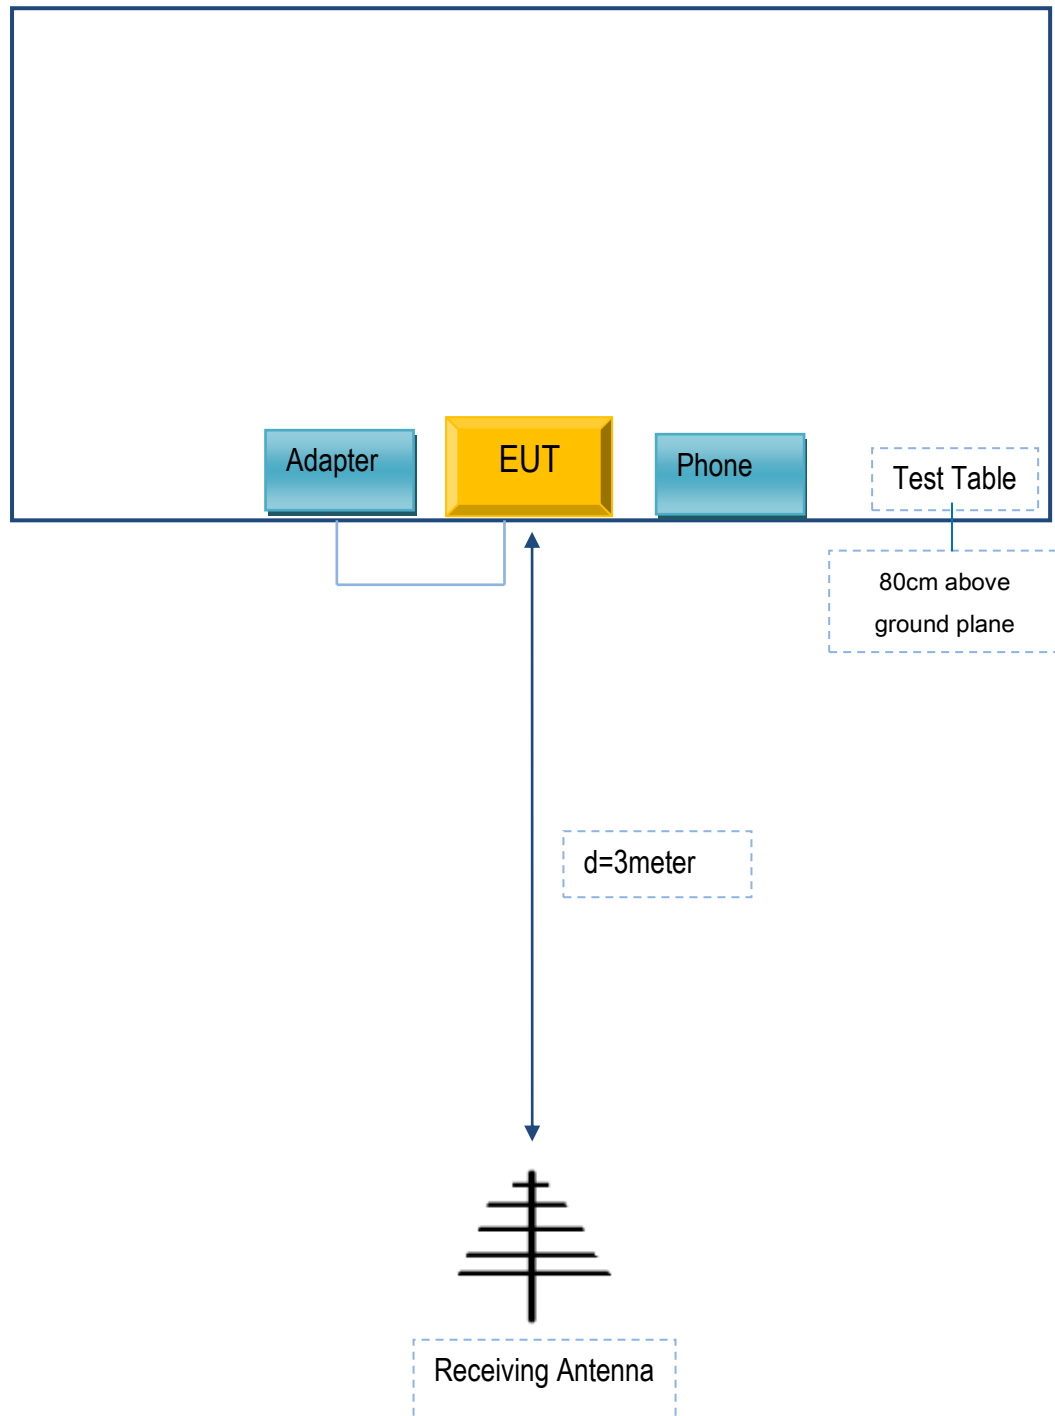 Adapter
EUT
Phone
Test Table
80cm above
ground plane
d=3meter
Receiving Antenna